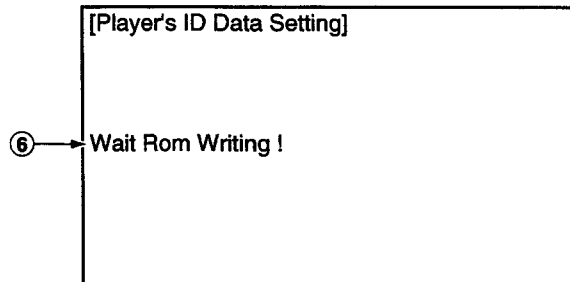 [Player's ID Data Setting]
⑥ Wait Rom Writing !